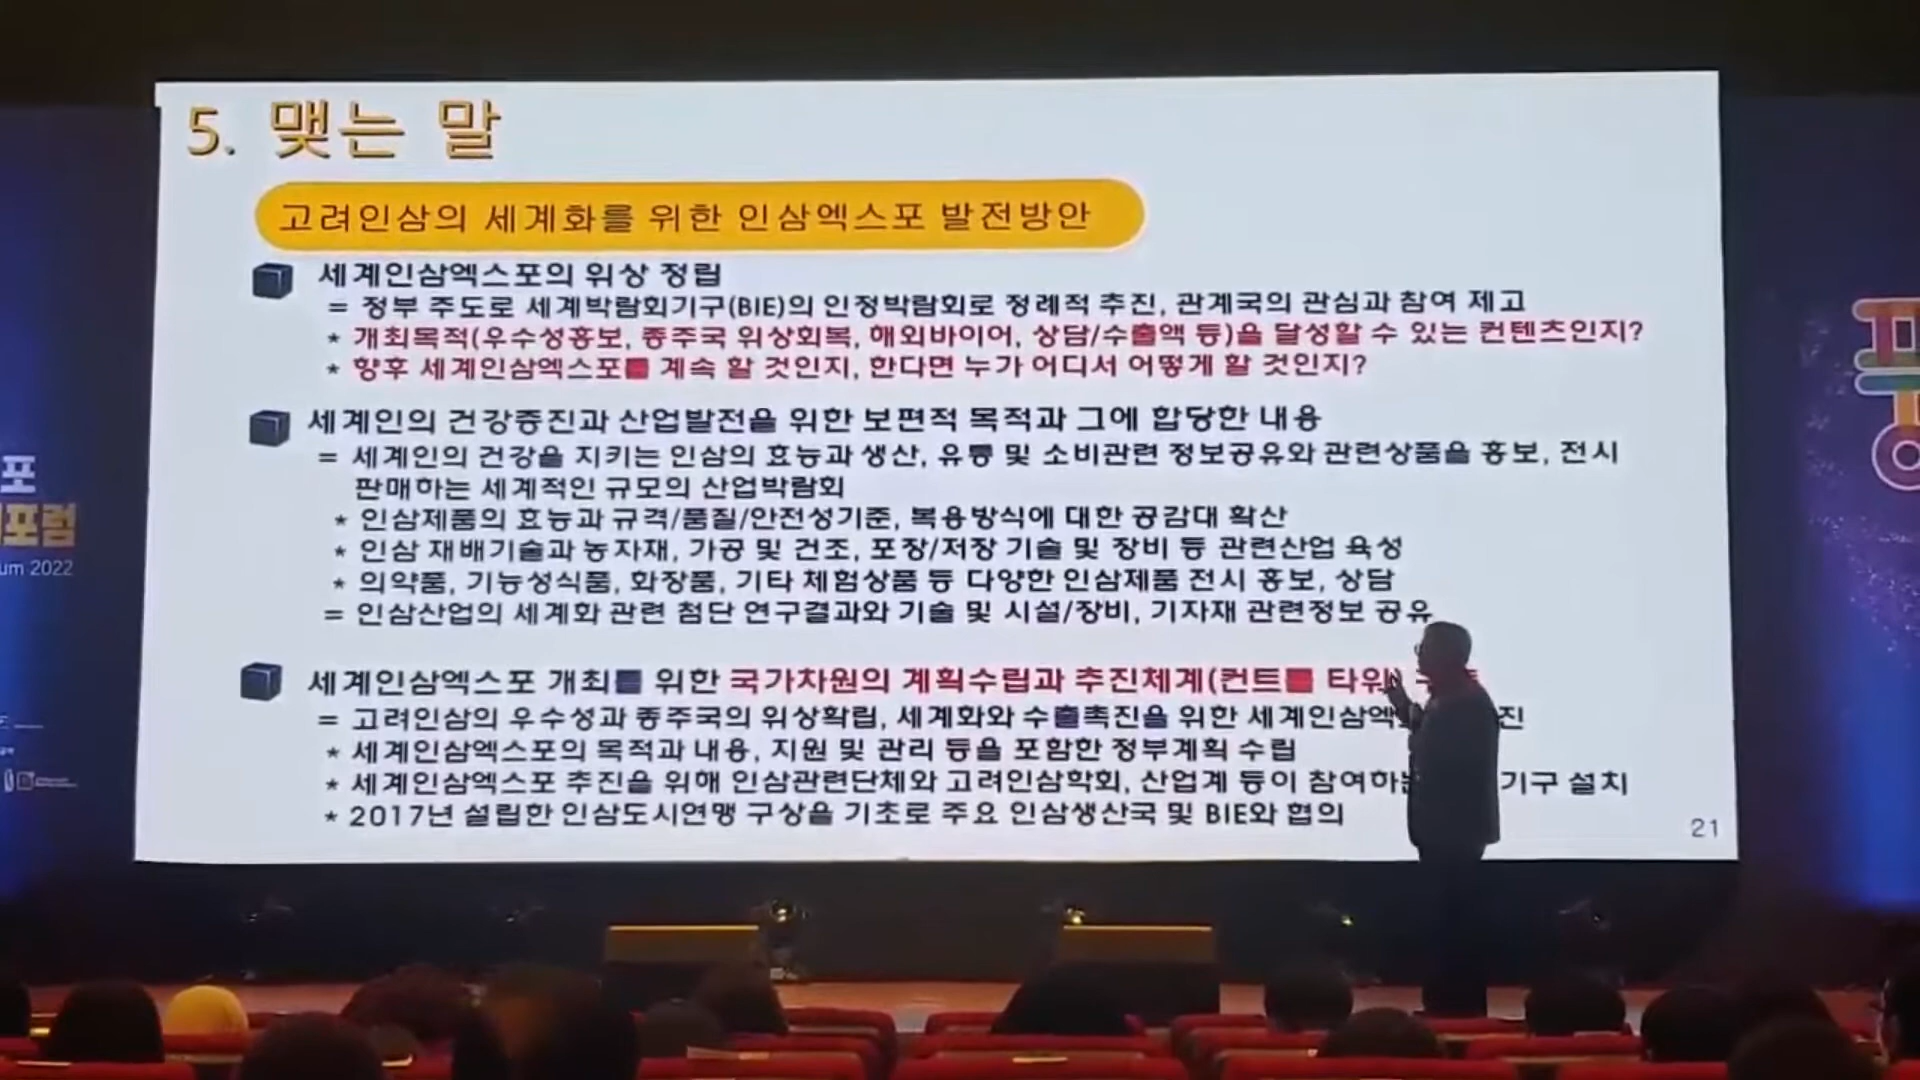 5. 맺는 말
고려인삼의 세계화를 위한 인삼엑스포 발전방안
세계인삼엑스포의 위상 정립
= 정부 주도로 세계박람회기구(BIE)의 인정박람회로 정례적 추진, 관계국의 관심과 참여 제고
* 개최목적(우수성홍보, 종주국 위상회복, 해외바이어, 상담/수출액 등)을 달성할 수 있는 컨텐츠인지?
* 향후 세계인삼엑스포를 계속 할 것인지, 한다면 누가 어디서 어떻게 할 것인지?
세계인의 건강증진과 산업발전을 위한 보편적 목적과 그에 합당한 내용
= 세계인의 건강을 지키는 인삼의 효능과 생산, 유통 및 소비관련 정보공유와 관련상품을 홍보, 전시
판매하는 세계적인 규모의 산업박람회
* 인삼제품의 효능과 규격/품질/안전성기준, 복용방식에 대한 공감대 확산
* 인삼 재배기술과 농자재, 가공 및 건조, 포장/저장 기술 및 장비 등 관련산업 육성
* 의약품, 기능성식품, 화장품, 기타 체험상품 등 다양한 인삼제품 전시 홍보, 상담
= 인삼산업의 세계화 관련 첨단 연구결과와 기술 및 시설/장비, 기자재 관련정보 공유
세계인삼엑스포 개최를 위한 국가차원의 계획수립과 추진체계(컨트롤 타워)
= 고려인삼의 우수성과 종주국의 위상확립, 세계화와 수출촉진을 위한 세계인삼엑 진
* 세계인삼엑스포의 목적과 내용, 지원 및 관리 등을 포함한 정부계획 수립
* 세계인삼엑스포 추진을 위해 인삼관련단체와 고려인삼학회, 산업계 등이 참여하는 기구 설치
* 2017년 설립한 인삼도시연맹 구상을 기초로 주요 인삼생산국 및 BIE와 협의
21
포
포럼
um 2022
풍